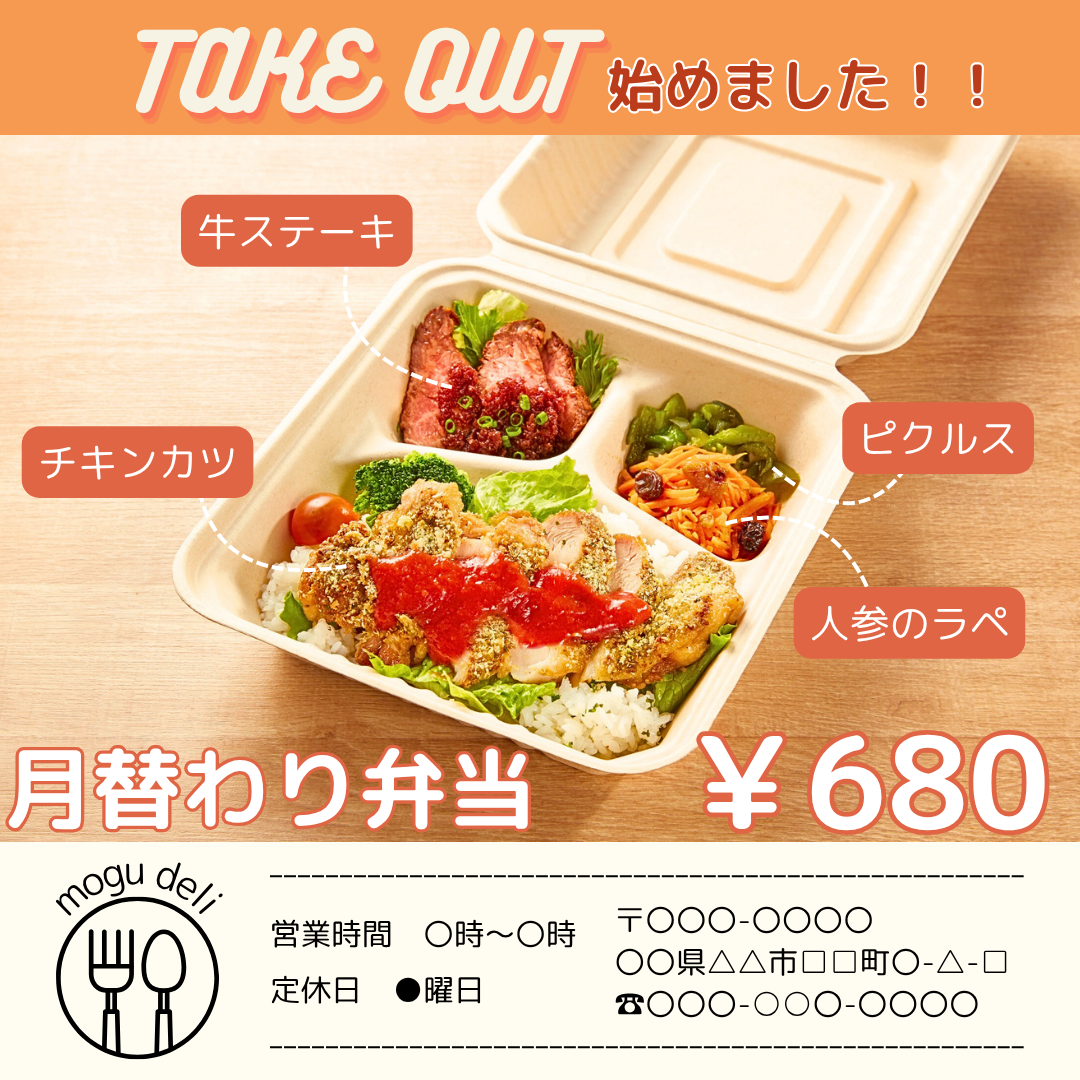 TAKE OUT 始めました！！
牛ステーキ
チキンカツ
ピクルス
人参のラペ
月替わり弁当 ￥680
mogu deli
営業時間　〇時〜〇時
定休日　●曜日
〒〇〇〇-〇〇〇〇
〇〇県△△市□□町〇-△-□
☎〇〇〇-○○〇-〇〇〇〇